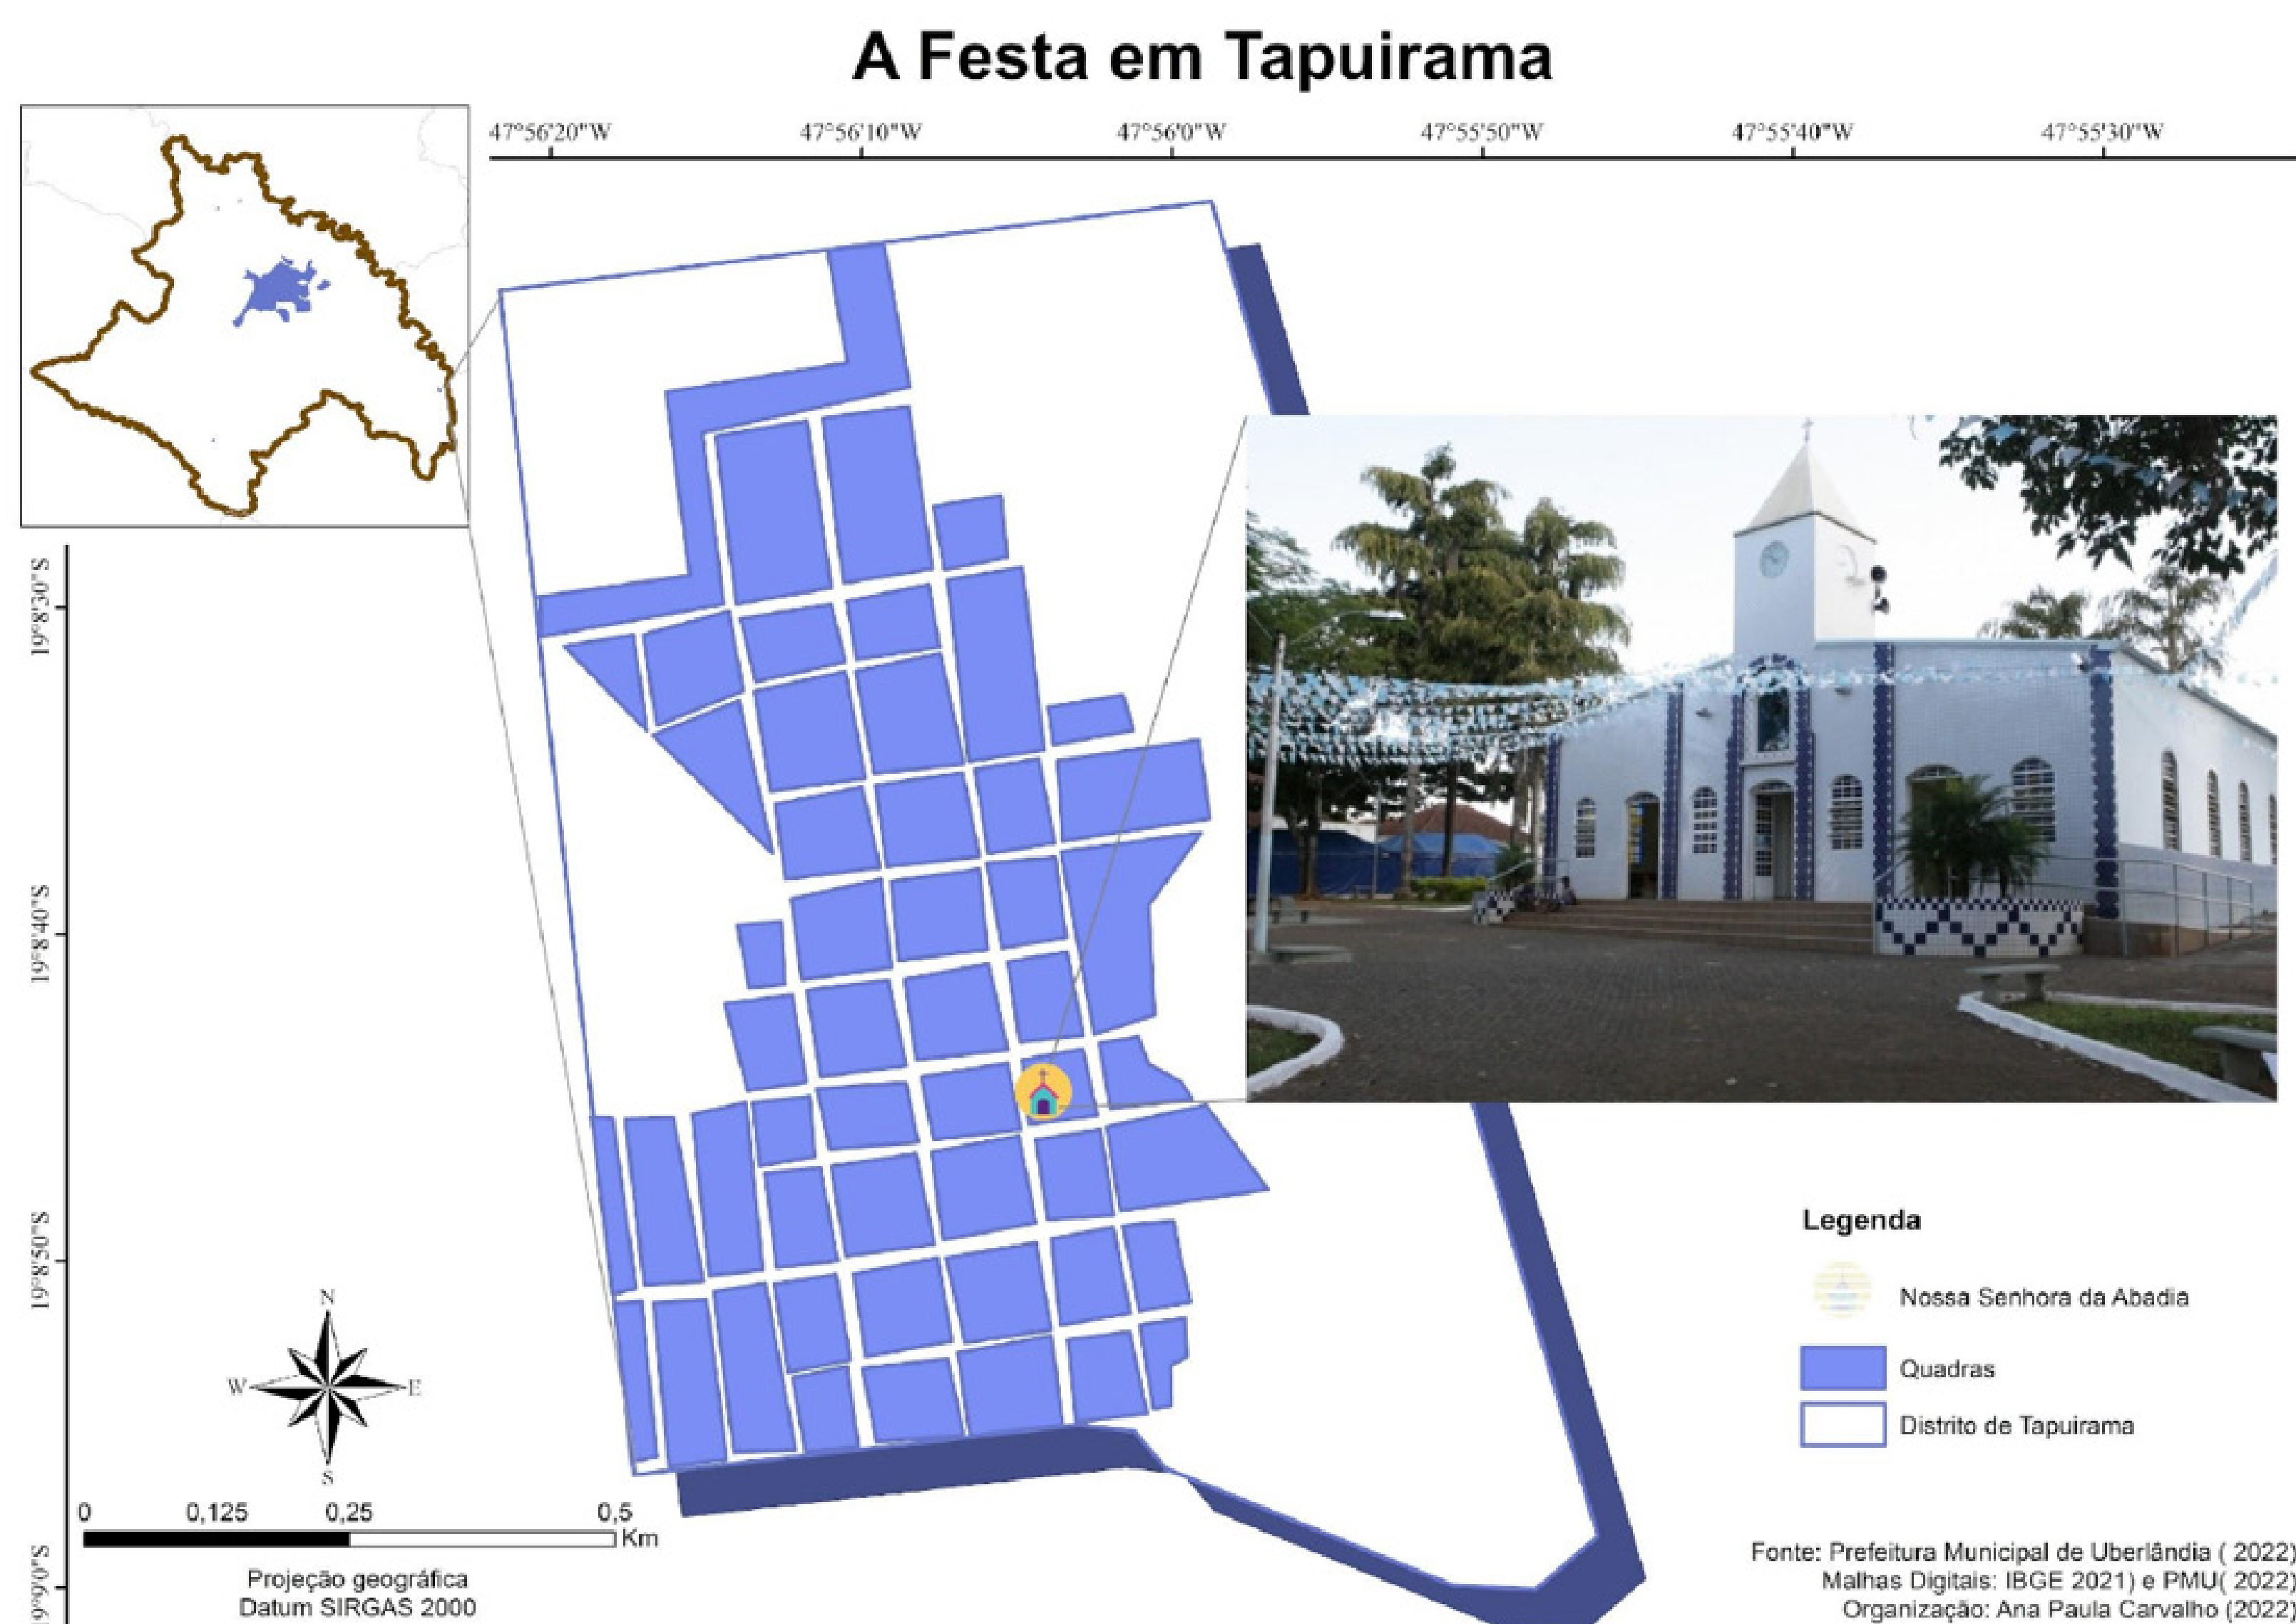 A Festa em Tapuirama
47°56'20"W 47°56'10"W 47°56'0"W 47°55'50"W 47°55'40"W 47°55'30"W
19°8'30"S
19°8'40"S
19°8'50"S
19°9'0"S
N
W E
S
0 0,125 0,25 0,5
Km
Projeção geográfica
Datum SIRGAS 2000
Legenda
Nossa Senhora da Abadia
Quadras
Distrito de Tapuirama
Fonte: Prefeitura Municipal de Uberlândia ( 2022)
Malhas Digitais: IBGE 2021) e PMU( 2022)
Organização: Ana Paula Carvalho (2022)